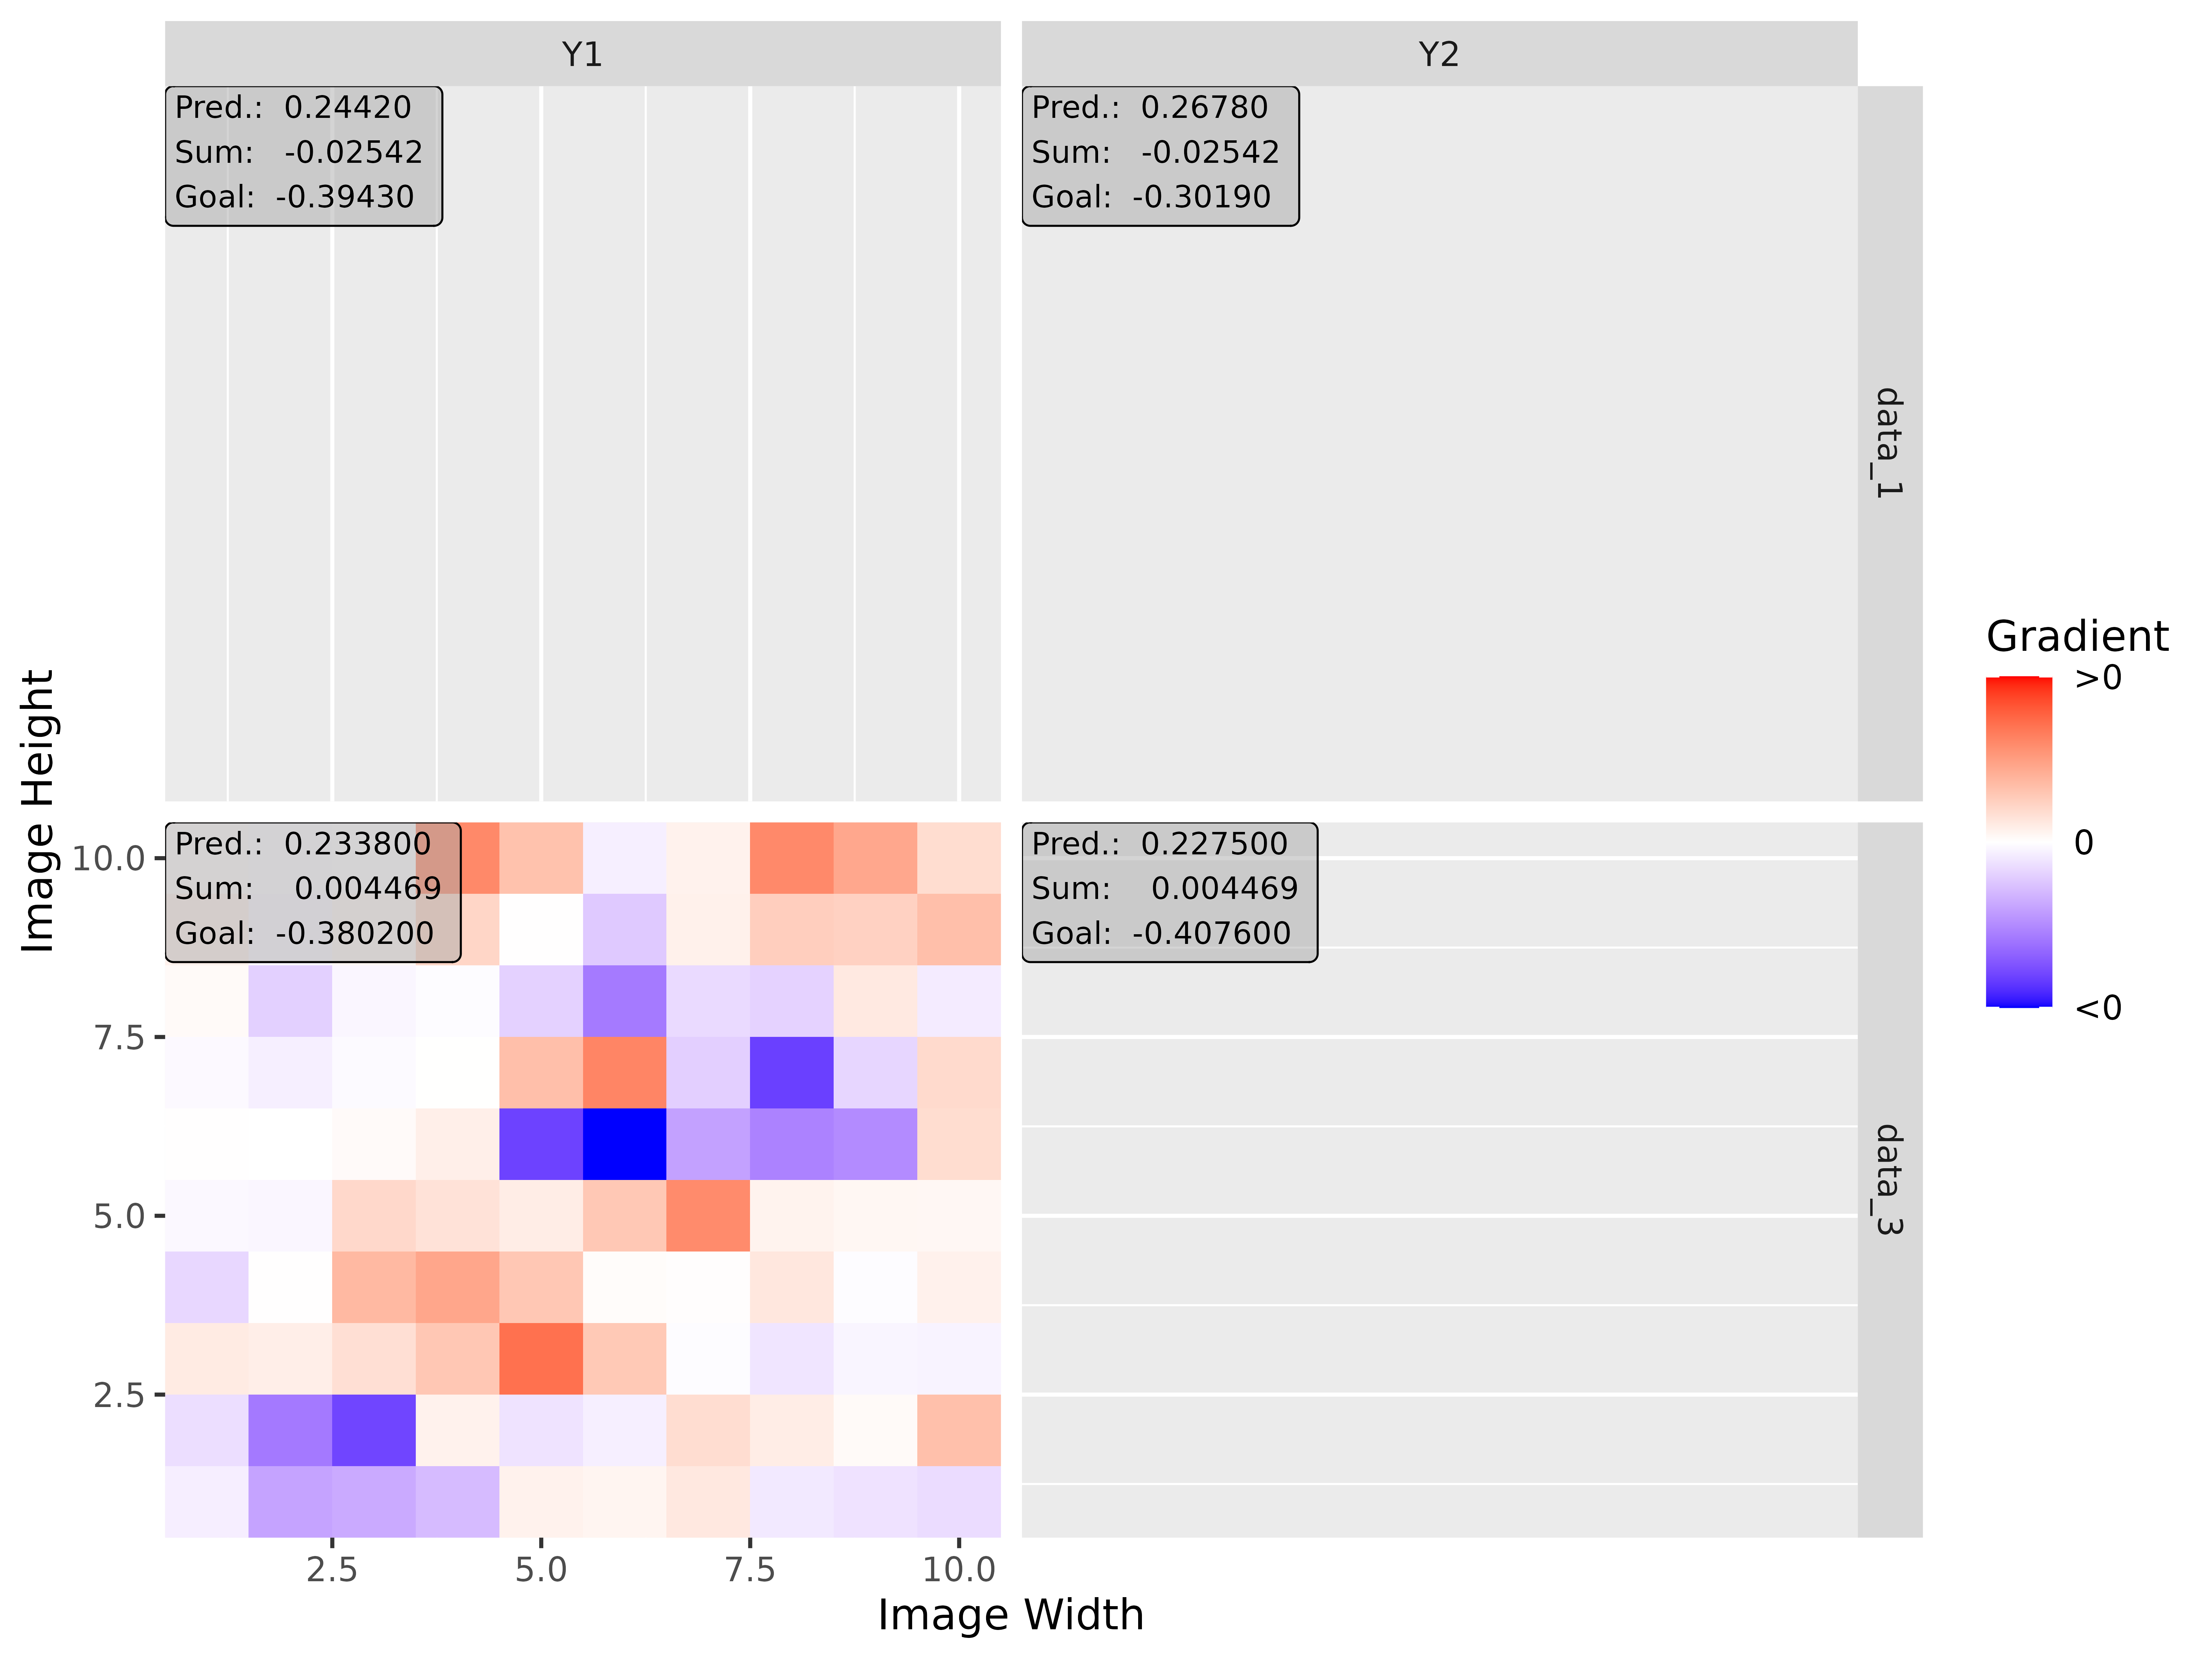 Y1
Y2
Pred.: 0.24420
Sum: -0.02542
Goal: -0.39430
Pred.: 0.26780
Sum: -0.02542
Goal: -0.30190
data_1
Pred.: 0.233800
Sum: 0.004469
Goal: -0.380200
Pred.: 0.227500
Sum: 0.004469
Goal: -0.407600
data_3
Image Height
10.0
7.5
5.0
2.5
2.5
5.0
7.5
10.0
Image Width
Gradient
>0
0
<0